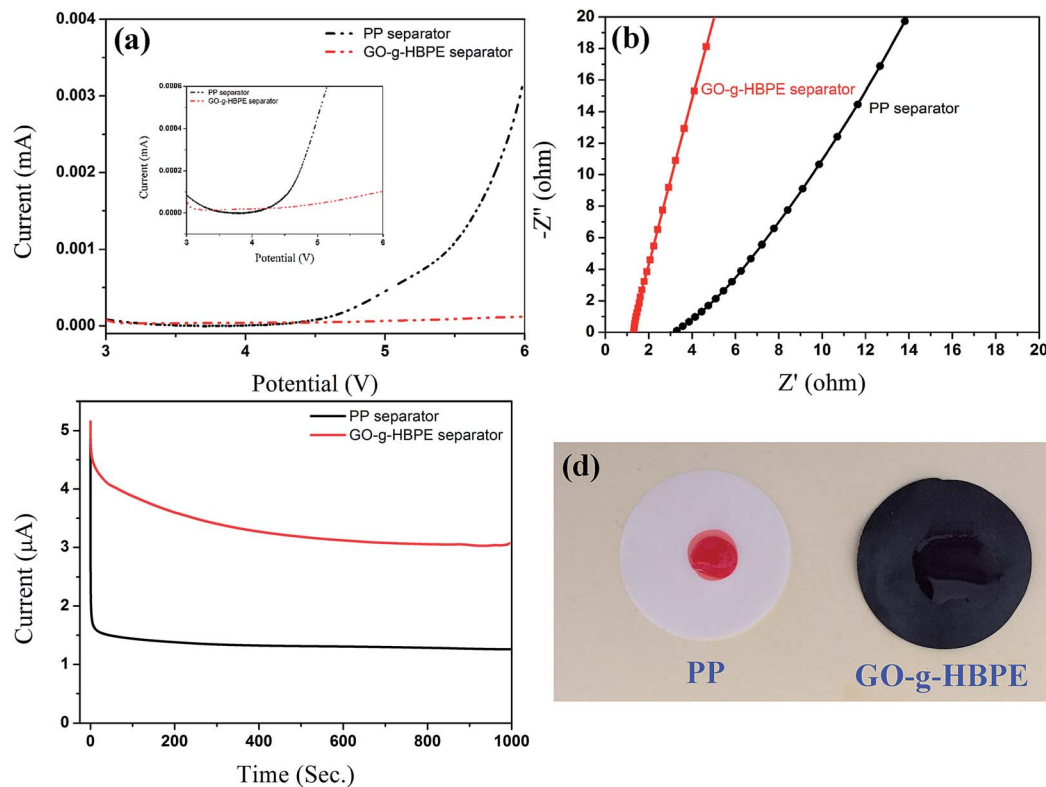 (a)
PP separator
GO-g-HBPE separator
0.004
0.003
0.002
0.001
0.000
Current (mA)
3
4
5
6
Potential (V)
PP separator
GO-g-HBPE separator
0.0006
0.0004
0.0002
0.0000
Current (mA)
3
4
5
6
Potential (V)
(b)
GO-g-HBPE separator
PP separator
20
18
16
14
12
10
8
6
4
2
0
-Z" (ohm)
0
2
4
6
8
10
12
14
16
18
20
Z' (ohm)
PP separator
GO-g-HBPE separator
5
4
3
2
1
0
Current (µA)
0
200
400
600
800
1000
Time (Sec.)
(d)
PP
GO-g-HBPE